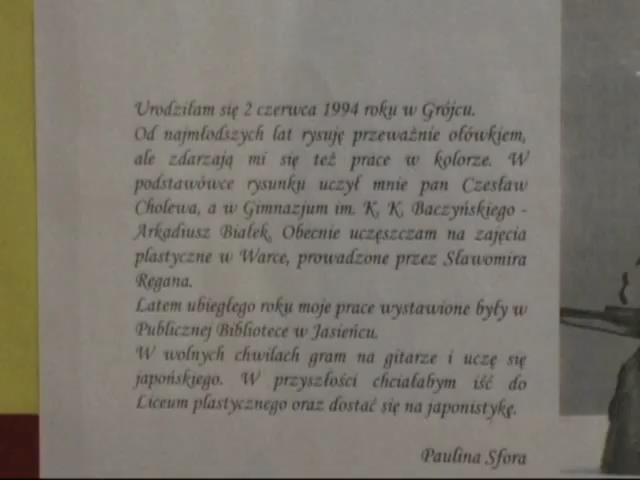 Urodziłam się 2 czerwca 1994 roku w Grójcu.
Od najmłodszych lat rysuję przeważnie ołówkiem,
ale zdarzają mi się też prace w kolorze. W
podstawówce rysunku uczył mnie pan Czesław
Cholewa, a w Gimnazjum im. K. K. Baczyńskiego -
Arkadiusz Białek. Obecnie uczęszczam na zajęcia
plastyczne w Warce, prowadzone przez Sławomira
Regana.
Latem ubiegłego roku moje prace wystawione były w
Publicznej Bibliotece w Jasieńcu.
W wolnych chwilach gram na gitarze i uczę się
japońskiego. W przyszłości chciałabym iść do
Liceum plastycznego oraz dostać się na japonistykę.
Paulina Sfora